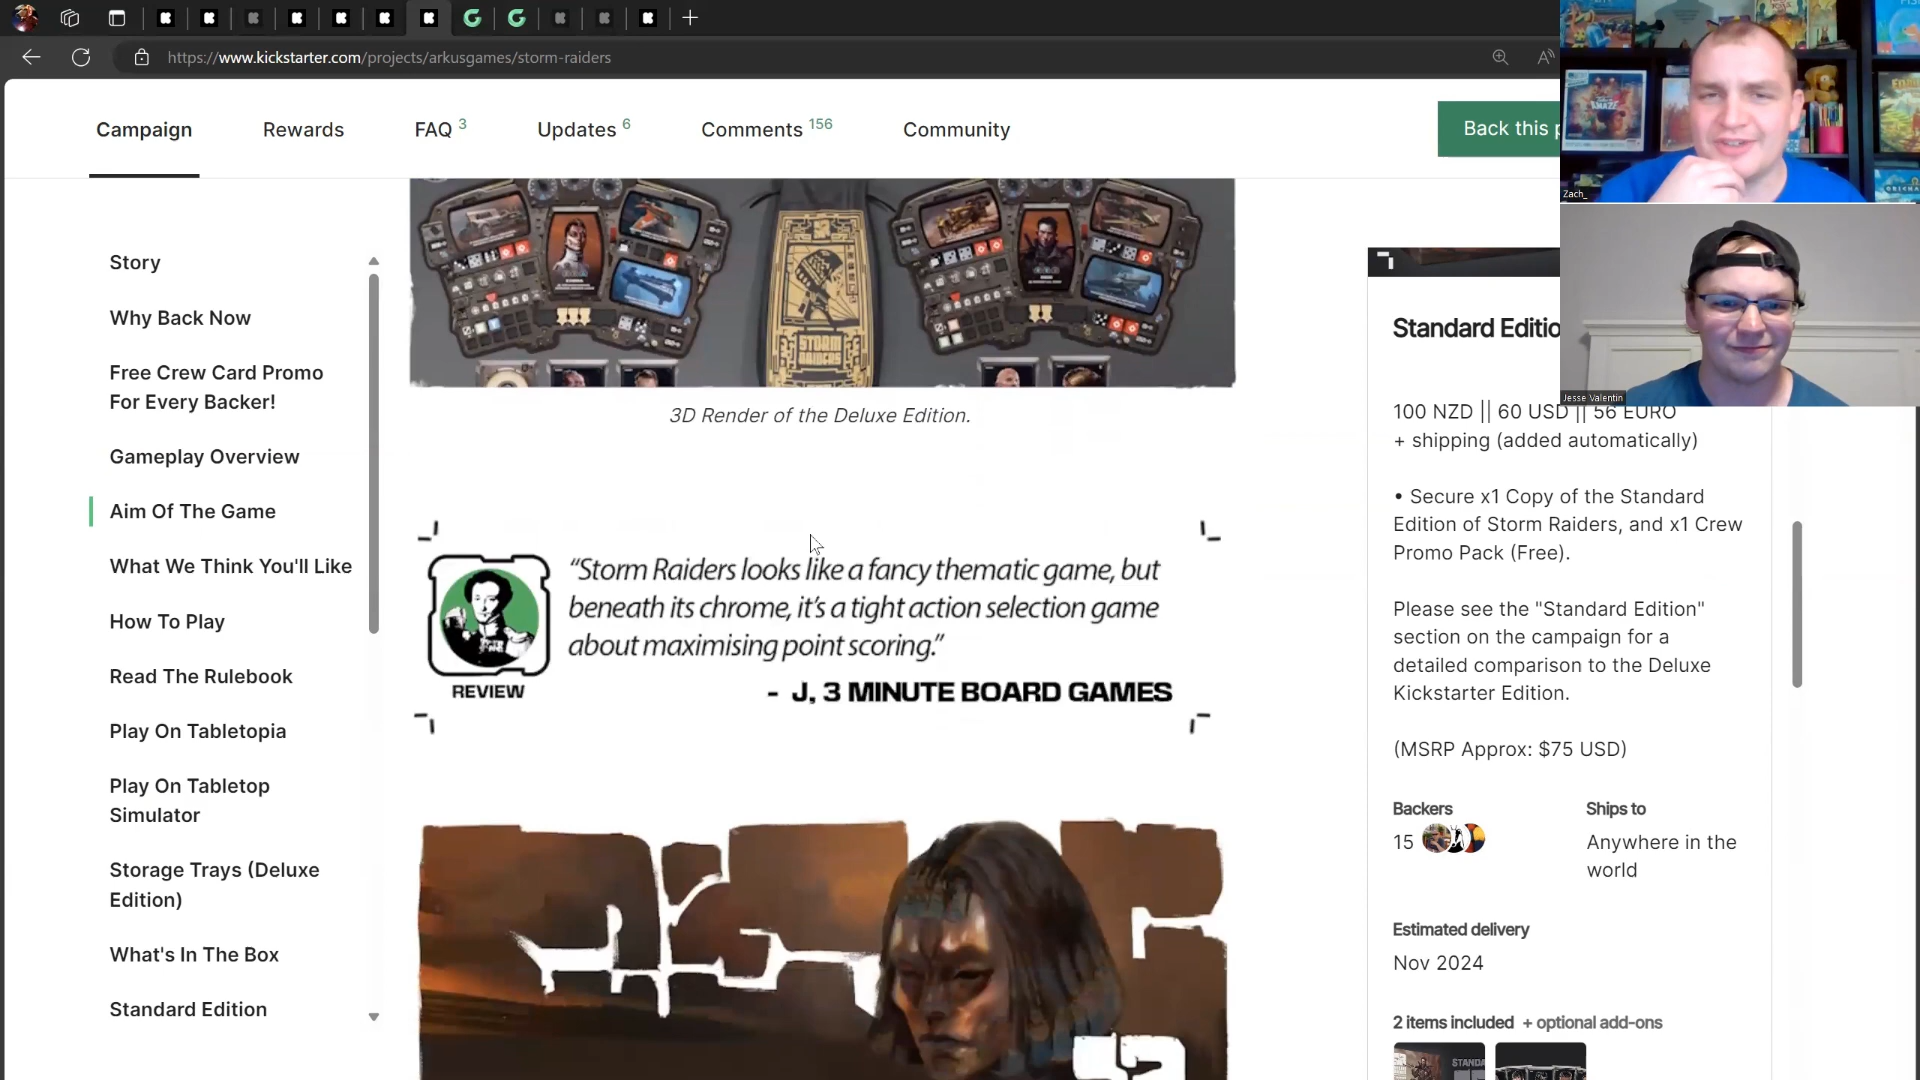 https://www.kickstarter.com/projects/arkusgames/storm-raiders
Campaign
Rewards
FAQ 3
Updates 6
Comments 156
Community
Back this p
Zach_
Jesse Valentin
Story
Why Back Now
Free Crew Card Promo
For Every Backer!
Gameplay Overview
Aim Of The Game
What We Think You'll Like
How To Play
Read The Rulebook
Play On Tabletopia
Play On Tabletop
Simulator
Storage Trays (Deluxe
Edition)
What's In The Box
Standard Edition
STORM
RAIDERS
3D Render of the Deluxe Edition.
“Storm Raiders looks like a fancy thematic game, but
beneath its chrome, it’s a tight action selection game
about maximising point scoring.”
REVIEW
- J, 3 MINUTE BOARD GAMES
Standard Editio
100 NZD || 60 USD || 56 EURO
+ shipping (added automatically)
• Secure x1 Copy of the Standard
Edition of Storm Raiders, and x1 Crew
Promo Pack (Free).
Please see the "Standard Edition"
section on the campaign for a
detailed comparison to the Deluxe
Kickstarter Edition.
(MSRP Approx: $75 USD)
Backers
15
Ships to
Anywhere in the
world
Estimated delivery
Nov 2024
2 items included + optional add-ons